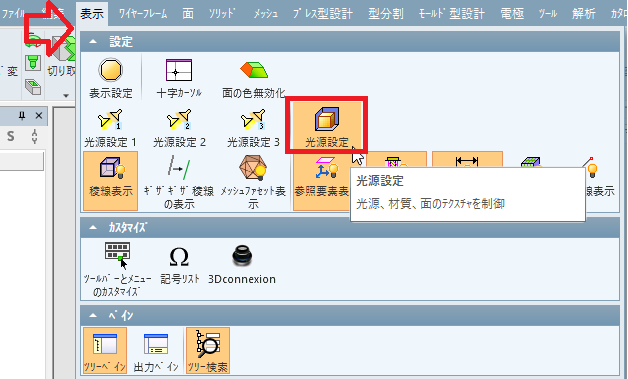 ﾌｧｲﾙ 表示 ﾜｲﾔｰﾌﾚｰﾑ 面 ｿﾘｯﾄﾞ ﾒｯｼｭ ﾌﾟﾚｽ型設計 型分割 ﾓｰﾙﾄﾞ型設計 電極 ﾂｰﾙ 解析 ｶﾀﾛ
設定
変 切り取
表示設定 十字ｶｰｿﾙ 面の色無効化
1 2 3
光源設定 1 光源設定 2 光源設定 3 光源設定
S
稜線表示 ｷﾞｻﾞｷﾞｻﾞ稜線の表示 ﾒｯｼｭﾌｧｾｯﾄ表示 参照要素表 線表示
光源設定
光源、材質、面のﾃｸｽﾁｬを制御
ｶｽﾀﾏｲｽﾞ
ﾂｰﾙﾊﾞｰとﾒﾆｭｰ 記号ﾘｽﾄ 3Dconnexion
のｶｽﾀﾏｲｽﾞ
ﾍﾟｲﾝ
ﾂﾘｰﾍﾟｲﾝ 出力ﾍﾟｲﾝ ﾂﾘｰ検索